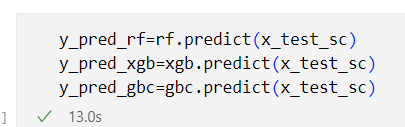 y_pred_rf=rf.predict(x_test_sc)
y_pred_xgb=xgb.predict(x_test_sc)
y_pred_gbc=gbc.predict(x_test_sc)
] ✓ 13.0s